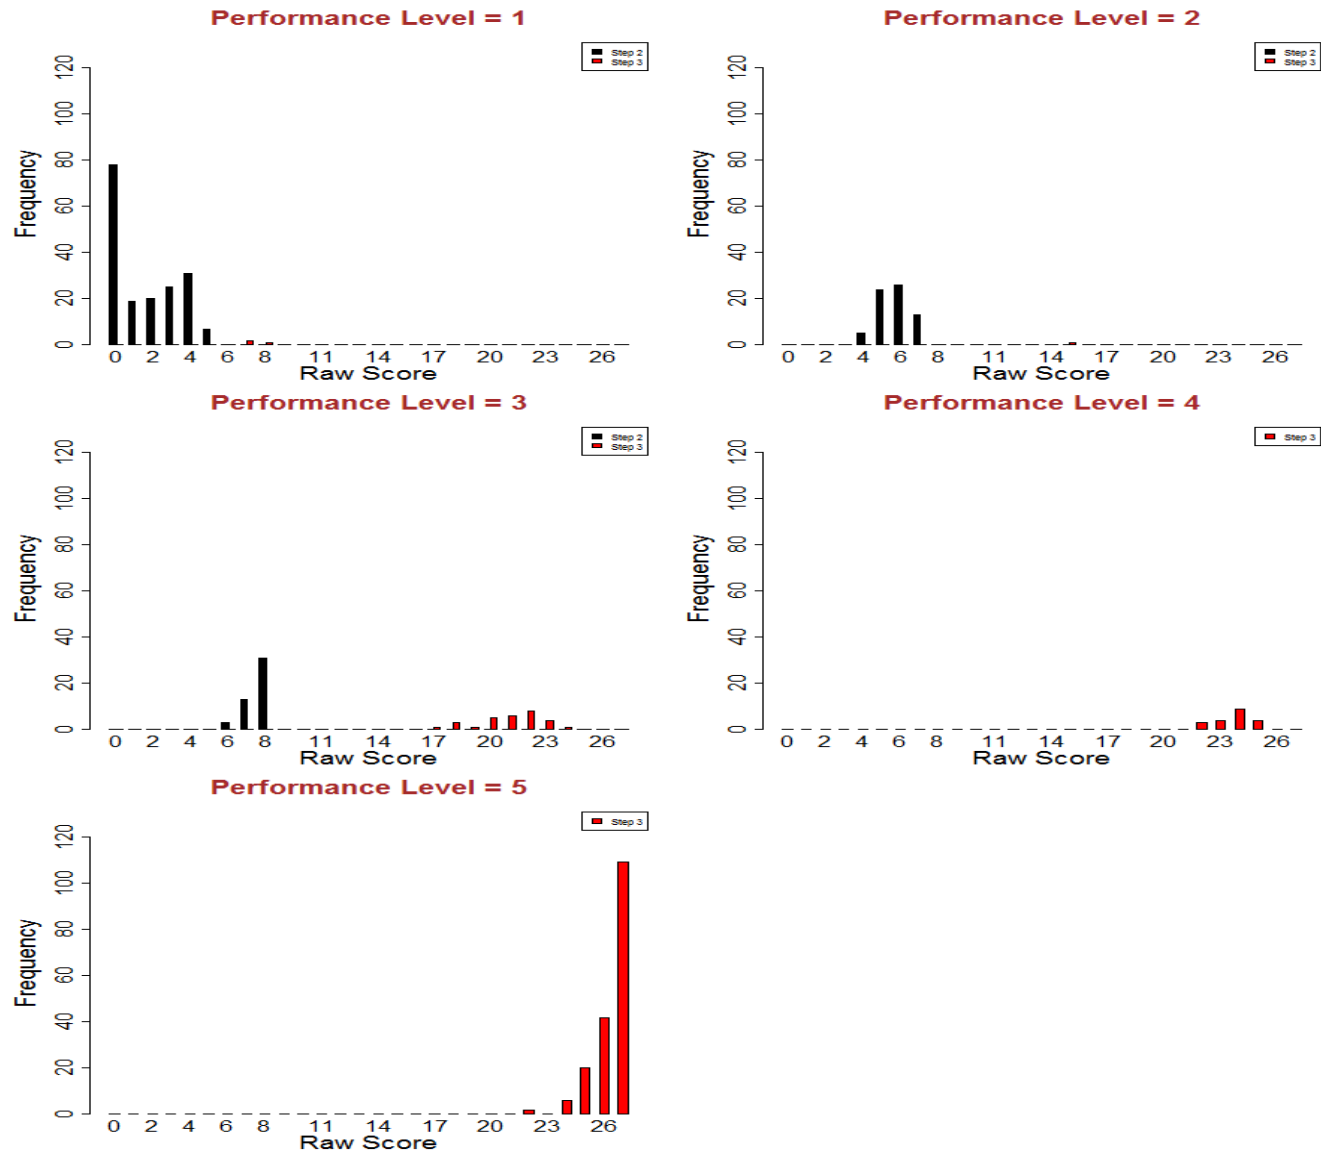 Performance Level = 1
Step 2
Step 3
Frequency
0 20 40 60 80 100 120
0 2 4 6 8 11 14 17 20 23 26
Raw Score
Performance Level = 2
Step 2
Step 3
Frequency
0 20 40 60 80 100 120
0 2 4 6 8 11 14 17 20 23 26
Raw Score
Performance Level = 3
Step 2
Step 3
Frequency
0 20 40 60 80 100 120
0 2 4 6 8 11 14 17 20 23 26
Raw Score
Performance Level = 4
Step 3
Frequency
0 20 40 60 80 100 120
0 2 4 6 8 11 14 17 20 23 26
Raw Score
Performance Level = 5
Step 3
Frequency
0 20 40 60 80 100 120
0 2 4 6 8 11 14 17 20 23 26
Raw Score